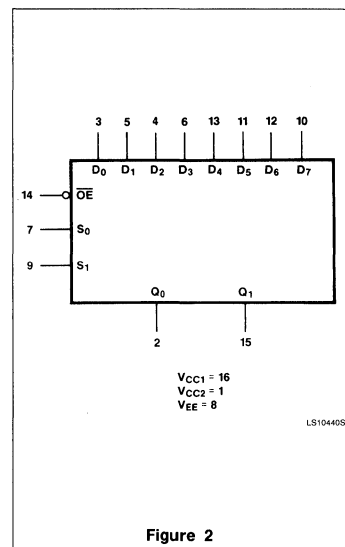 3 5 4 6 13 11 12 10
D0 D1 D2 D3 D4 D5 D6 D7
14 OE
7 S0
9 S1
Q0 Q1
2 15
VCC1 = 16
VCC2 = 1
VEE = 8
LS10440S
Figure 2